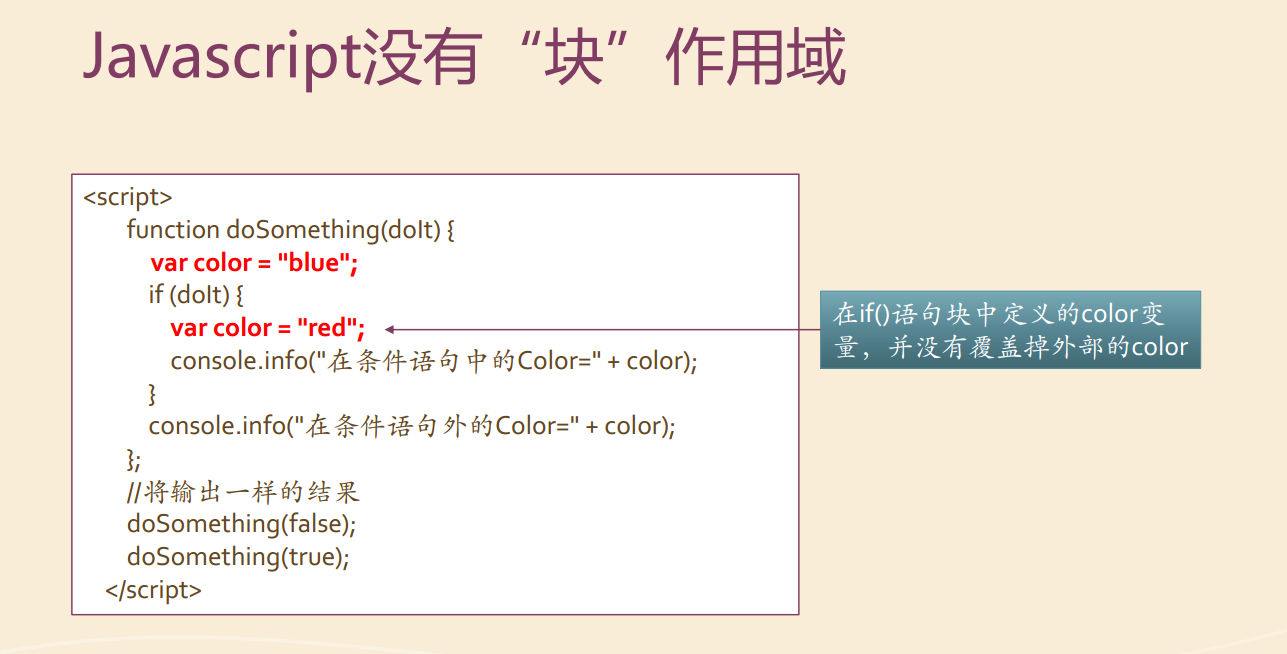 Javascript没有“块”作用域
<script>
function doSomething(doIt) {
var color = "blue";
if (doIt) {
var color = "red";
console.info("在条件语句中的Color=" + color);
}
console.info("在条件语句外的Color=" + color);
};
//将输出一样的结果
doSomething(false);
doSomething(true);
</script>
在if()语句块中定义的color变
量，并没有覆盖掉外部的color